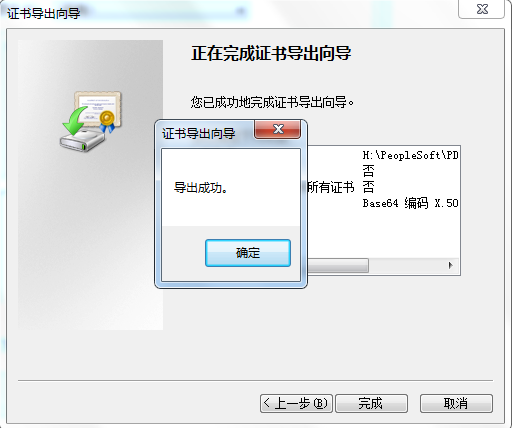 证书导出向导
正在完成证书导出向导
您已成功地完成证书导出向导。
证书导出向导
导出成功。
确定
H:\PeopleSoft\PD
否
所有证书 否
Base64 编码 X.50
< 上一步(B)
完成
取消